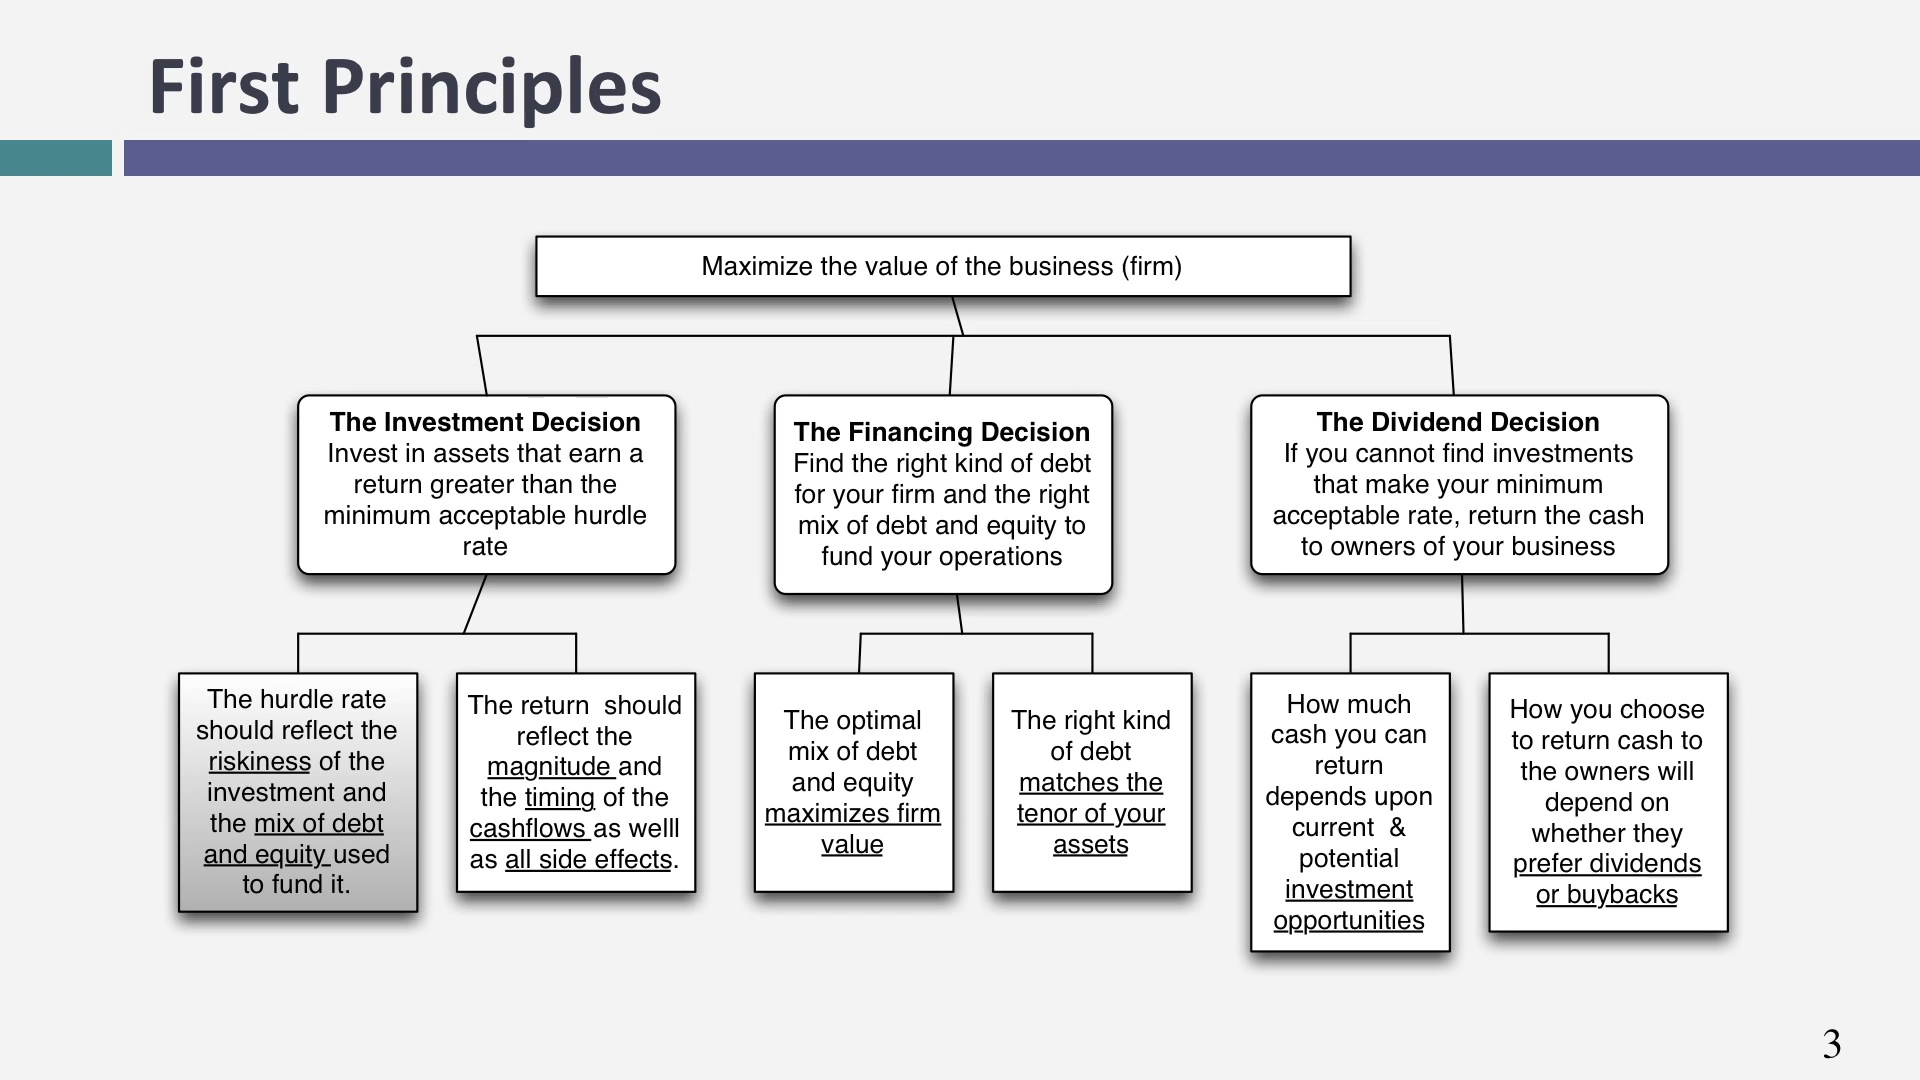 First Principles
Maximize the value of the business (firm)
The Investment Decision
Invest in assets that earn a
return greater than the
minimum acceptable hurdle
rate
The Financing Decision
Find the right kind of debt
for your firm and the right
mix of debt and equity to
fund your operations
The Dividend Decision
If you cannot find investments
that make your minimum
acceptable rate, return the cash
to owners of your business
The hurdle rate
should reflect the
riskiness of the
investment and
the mix of debt
and equity used
to fund it.
The return  should
reflect the
magnitude and
the timing of the
cashflows as welll
as all side effects.
The optimal
mix of debt
and equity
maximizes firm
value
The right kind
of debt
matches the
tenor of your
assets
How much
cash you can
return
depends upon
current  &
potential
investment
opportunities
How you choose
to return cash to
the owners will
depend on
whether they
prefer dividends
or buybacks
3